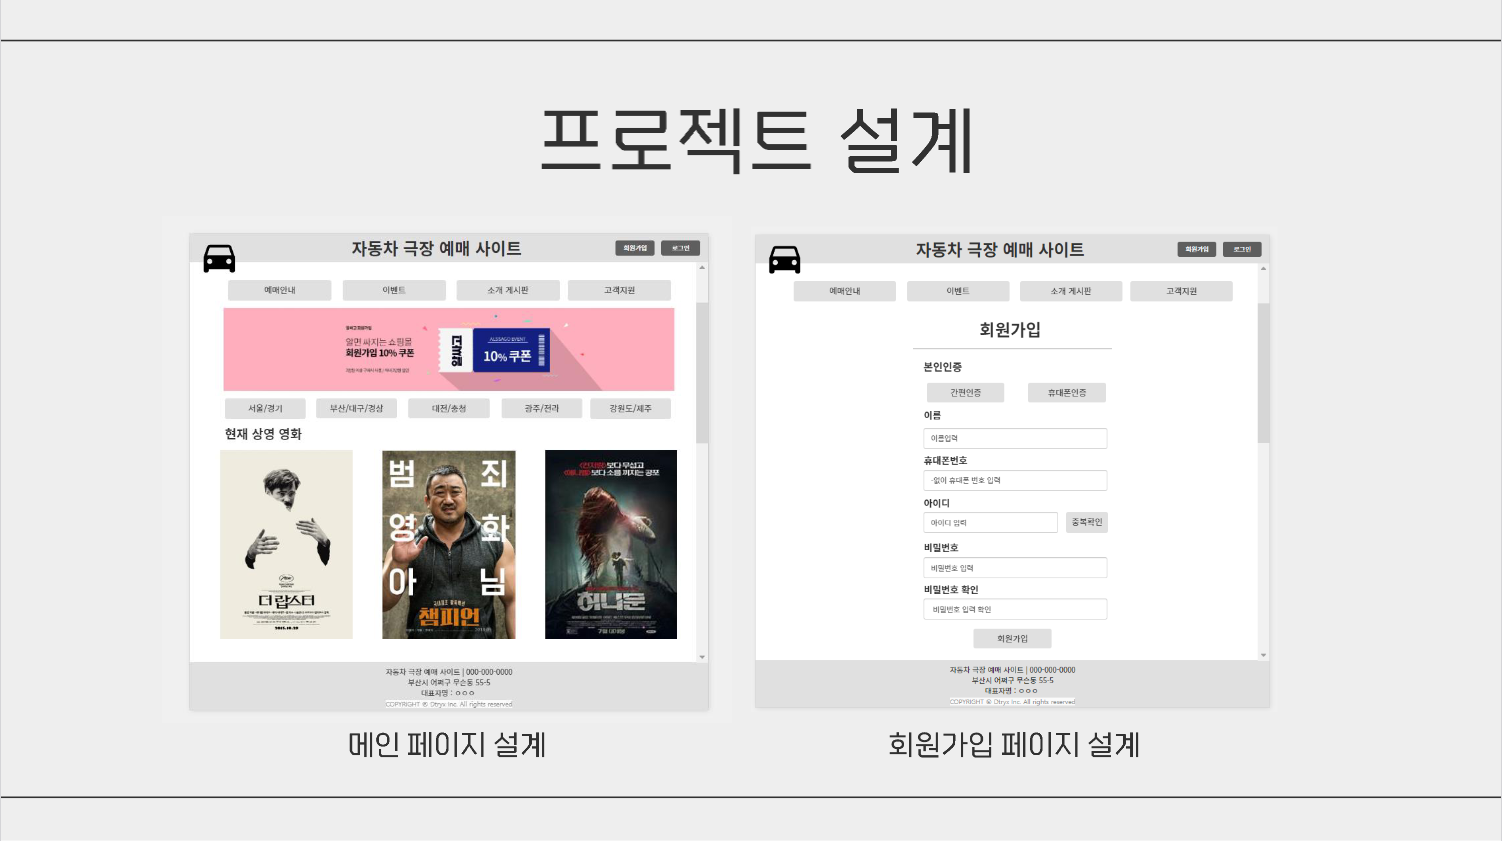 프로젝트 설계
자동차 극장 예매 사이트
회원가입
로그인
예매안내
이벤트
소개 게시판
고객지원
알면 싸지는 쇼핑몰
회원가입 10% 쿠폰
10% 쿠폰
서울/경기
부산/대구/경상
대전/충청
광주/전라
강원도/제주
현재 상영 영화
더 랍스터
범죄
영화
아님
챔피언
보다 무섭고
보다 소름 끼치는 공포
허니문
자동차 극장 예매 사이트 | 000-000-0000
부산시 어쩌구 무슨동 55-5
대표자명 : ㅇㅇㅇ
COPYRIGHT © Dtryx Inc. All rights reserved
메인 페이지 설계
자동차 극장 예매 사이트
회원가입
로그인
예매안내
이벤트
소개 게시판
고객지원
회원가입
본인인증
간편인증
휴대폰인증
이름
이름입력
휴대폰번호
-없이 휴대폰 번호 입력
아이디
아이디 입력
중복확인
비밀번호
비밀번호 입력
비밀번호 확인
비밀번호 입력 확인
회원가입
자동차 극장 예매 사이트 | 000-000-0000
부산시 어쩌구 무슨동 55-5
대표자명 : ㅇㅇㅇ
COPYRIGHT © Dtryx Inc. All rights reserved
회원가입 페이지 설계